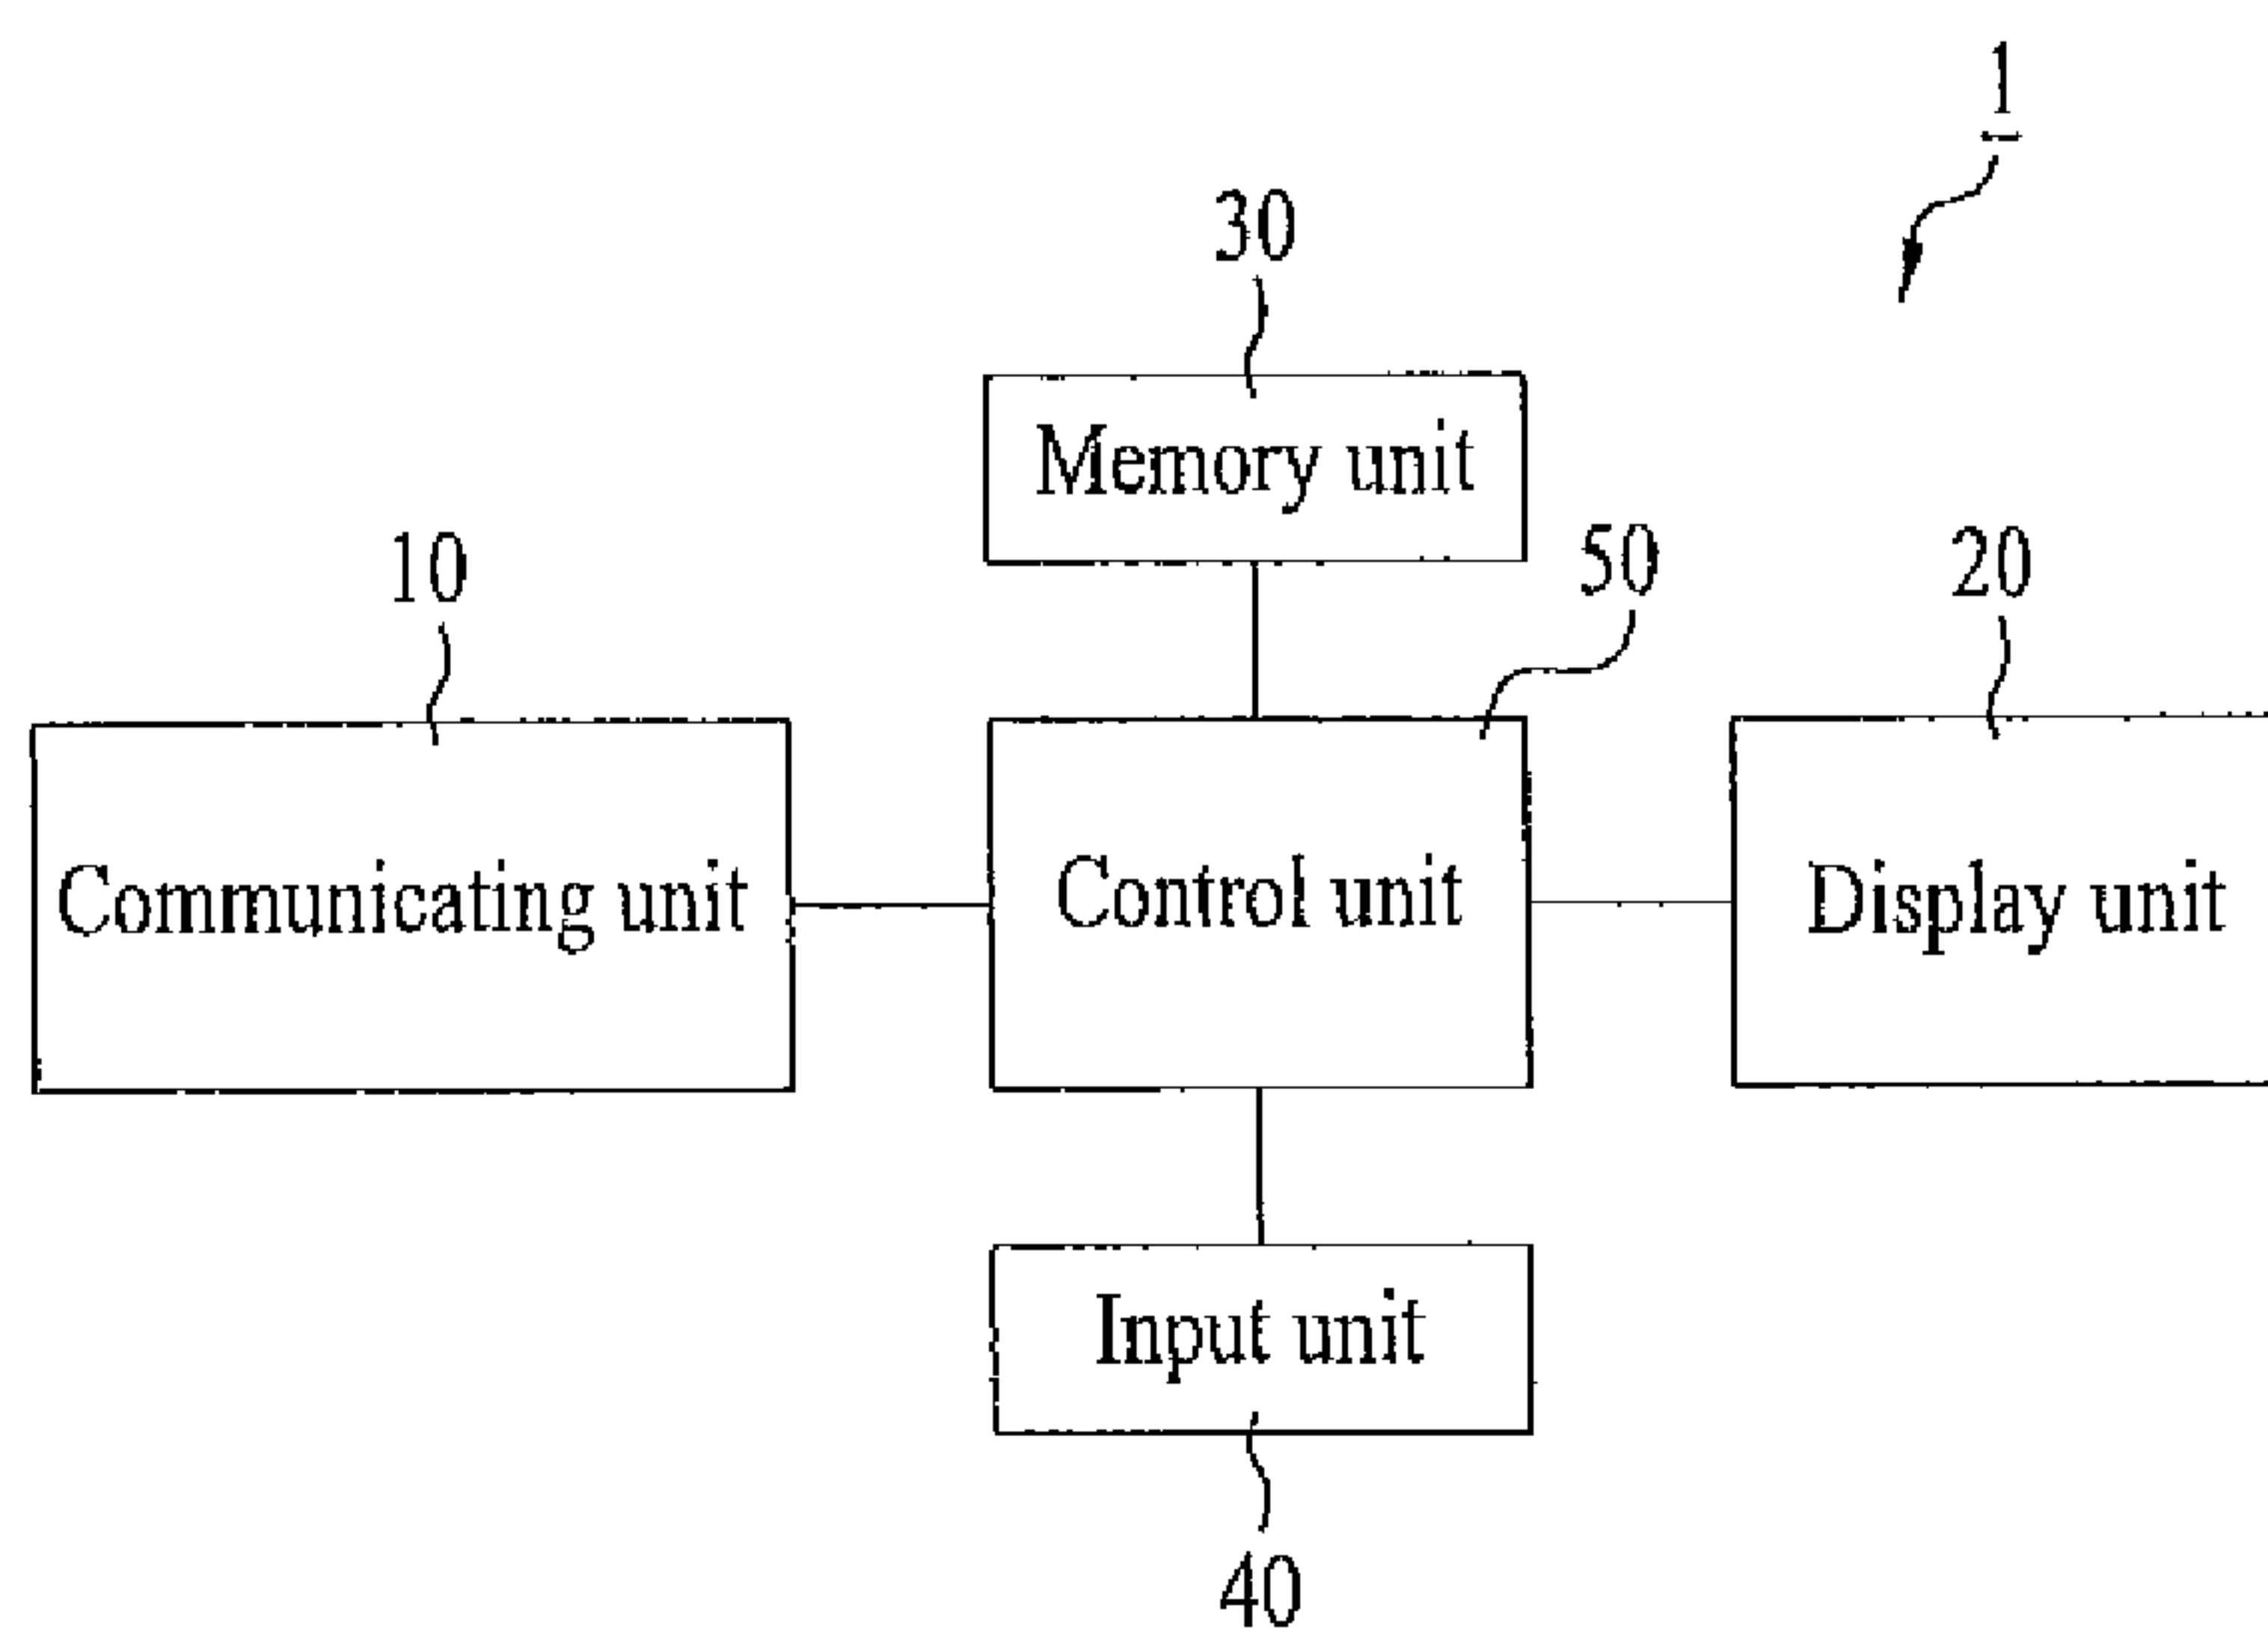 1
30
Memory unit
10
50
20
Communicating unit
Control unit
Display unit
Input unit
40